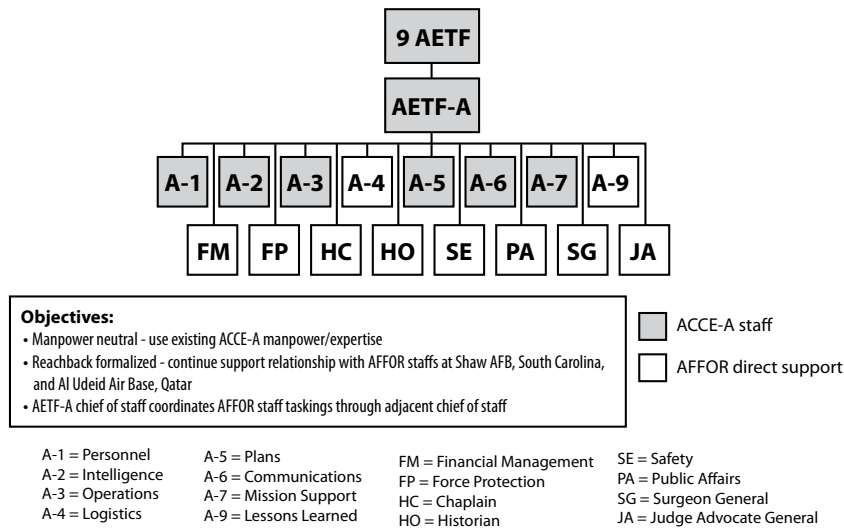 9 AETF
AETF-A
A-1 A-2 A-3 A-4 A-5 A-6 A-7 A-9
FM FP HC HO SE PA SG JA
Objectives:
• Manpower neutral - use existing ACCE-A manpower/expertise
• Reachback formalized - continue support relationship with AFFOR staffs at Shaw AFB, South Carolina,
and Al Udeid Air Base, Qatar
• AETF-A chief of staff coordinates AFFOR staff taskings through adjacent chief of staff
ACCE-A staff
AFFOR direct support
A-1 = Personnel
A-2 = Intelligence
A-3 = Operations
A-4 = Logistics
A-5 = Plans
A-6 = Communications
A-7 = Mission Support
A-9 = Lessons Learned
FM = Financial Management
FP = Force Protection
HC = Chaplain
HO = Historian
SE = Safety
PA = Public Affairs
SG = Surgeon General
JA = Judge Advocate General